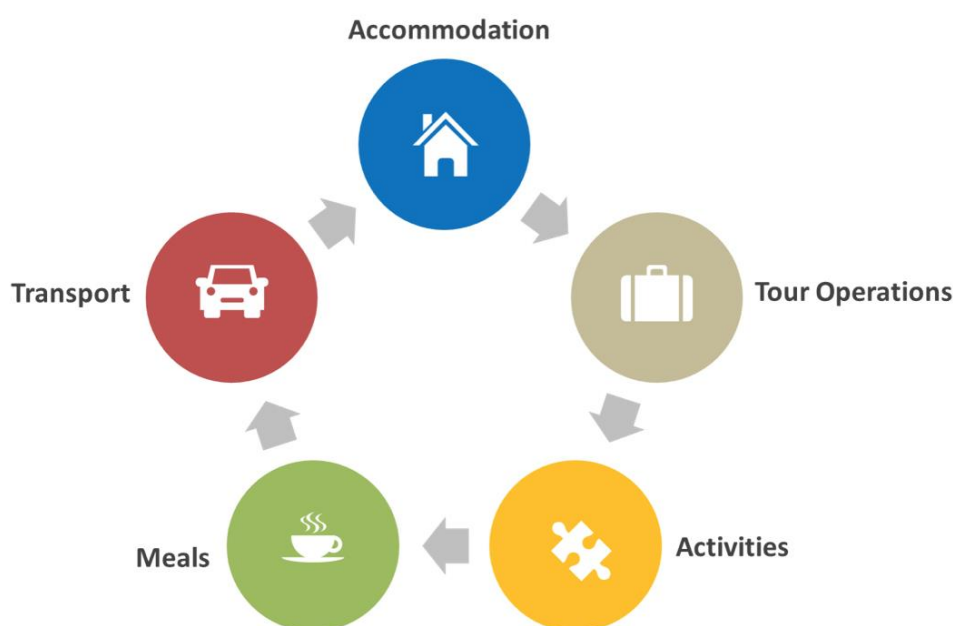 Accommodation
Transport
Tour Operations
Meals
Activities